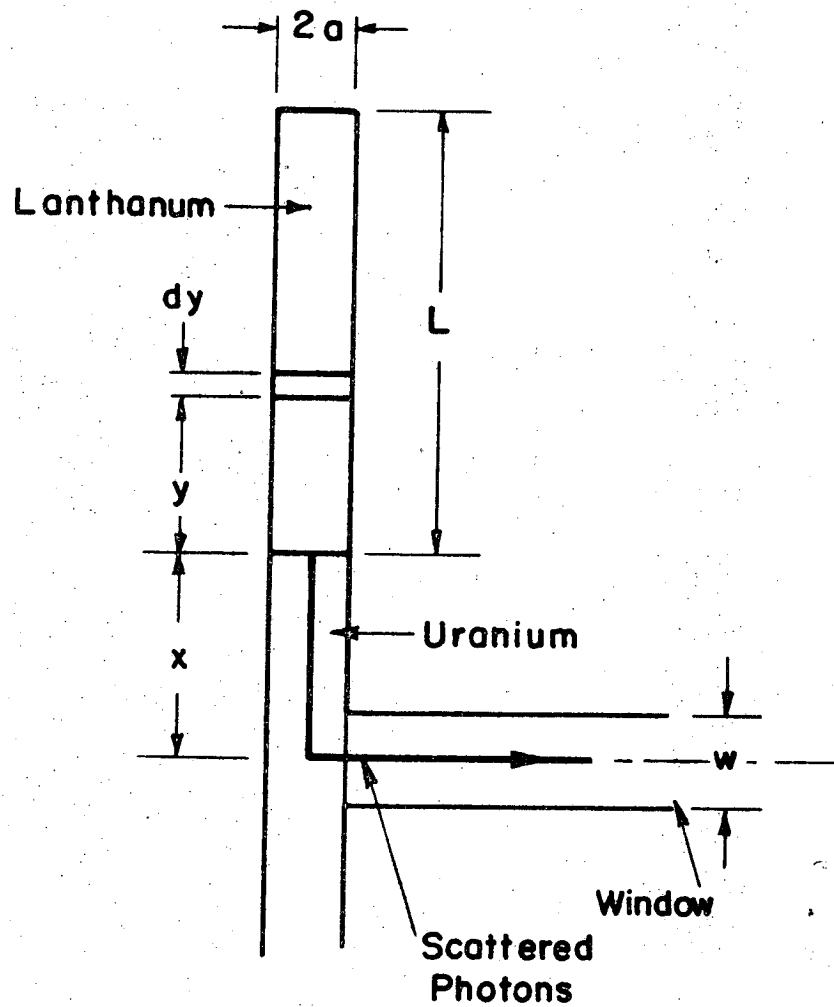 2a
Lanthanum
dy
L
y
Uranium
x
w
Window
Scattered
Photons